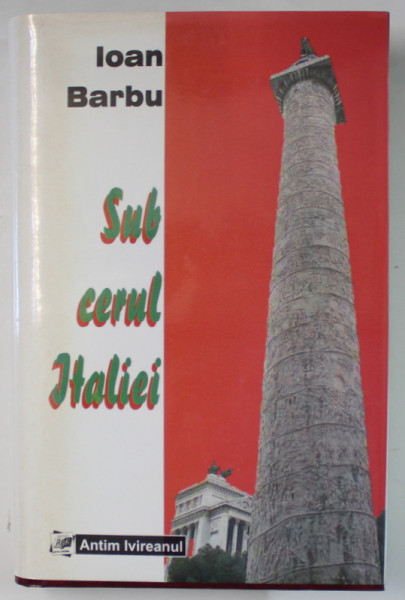 Ioan
Barbu
Sub
cerul
Italiei
Antim Ivireanul